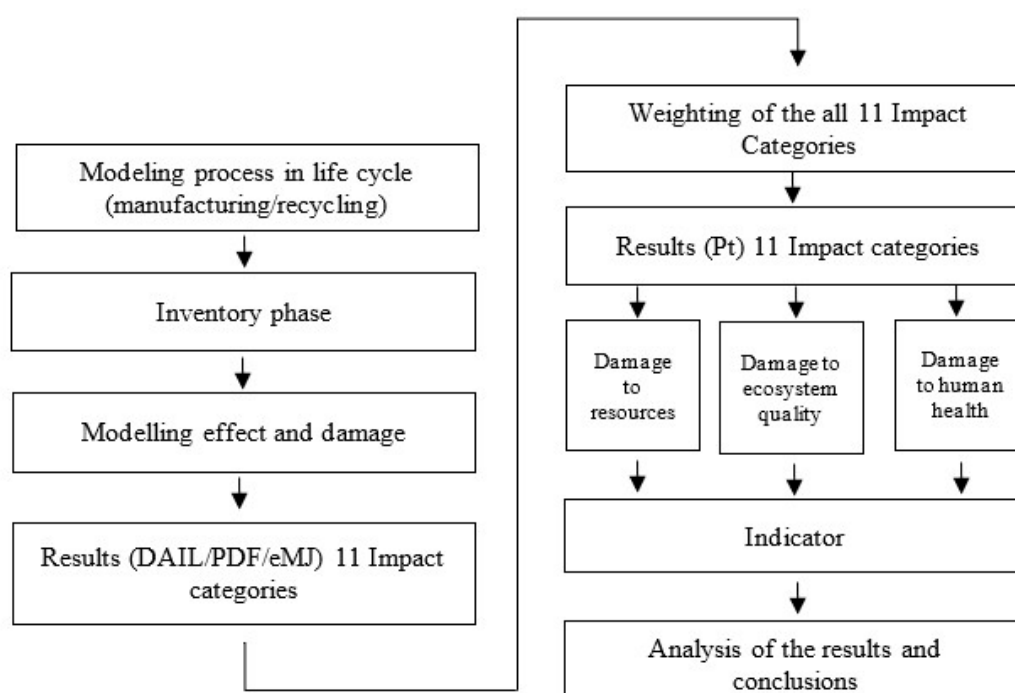 Modeling process in life cycle
(manufacturing/recycling)
Inventory phase
Modelling effect and damage
Results (DAIL/PDF/eMJ) 11 Impact
categories
Weighting of the all 11 Impact
Categories
Results (Pt) 11 Impact categories
Damage
to
resources
Damage to
ecosystem
quality
Damage
to human
health
Indicator
Analysis of the results and
conclusions